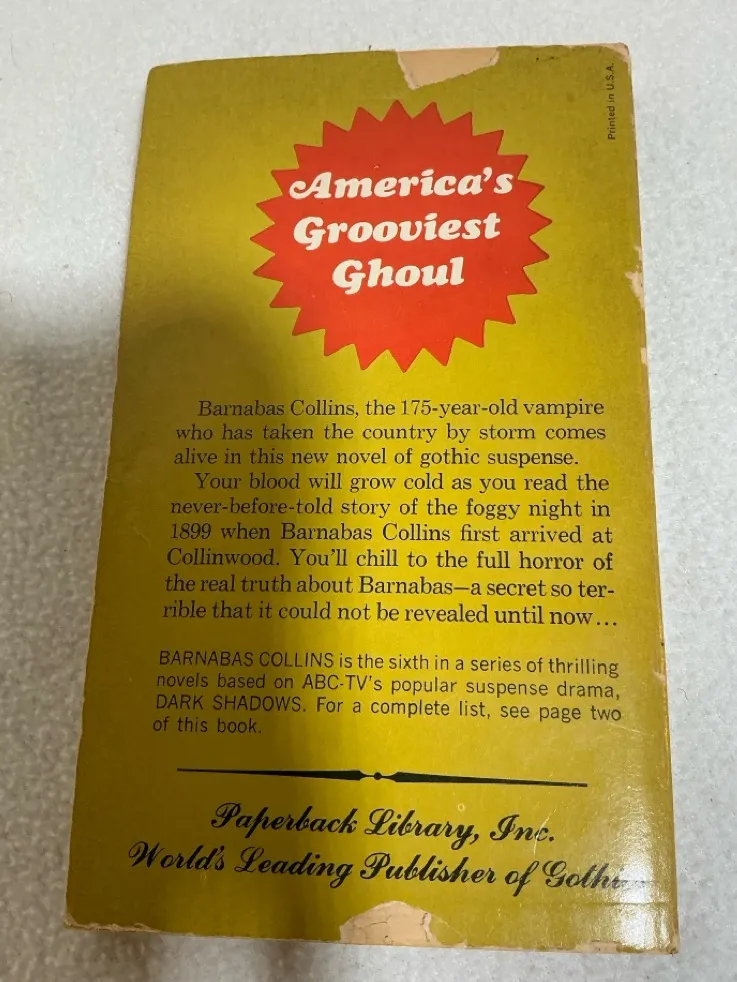 Printed in U.S.A.
America's
Grooviest
Ghoul
Barnabas Collins, the 175-year-old vampire
who has taken the country by storm comes
alive in this new novel of gothic suspense.
Your blood will grow cold as you read the
never-before-told story of the foggy night in
1899 when Barnabas Collins first arrived at
Collinwood. You'll chill to the full horror of
the real truth about Barnabas—a secret so ter-
rible that it could not be revealed until now...
BARNABAS COLLINS is the sixth in a series of thrilling
novels based on ABC-TV's popular suspense drama,
DARK SHADOWS. For a complete list, see page two
of this book.
Paperback Library, Inc.
World's Leading Publisher of